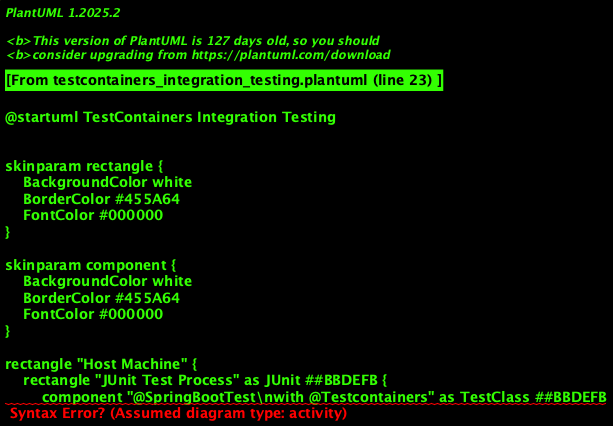 PlantUML 1.2025.2
<b>This version of PlantUML is 127 days old, so you should
<b>consider upgrading from https://plantuml.com/download
[From testcontainers_integration_testing.plantuml (line 23) ]
@startuml TestContainers Integration Testing
skinparam rectangle {
BackgroundColor white
BorderColor #455A64
FontColor #000000
}
skinparam component {
BackgroundColor white
BorderColor #455A64
FontColor #000000
}
rectangle "Host Machine" {
rectangle "JUnit Test Process" as JUnit ##BBDEFB {
component "@SpringBootTest\nwith @Testcontainers" as TestClass ##BBDEFB
Syntax Error? (Assumed diagram type: activity)